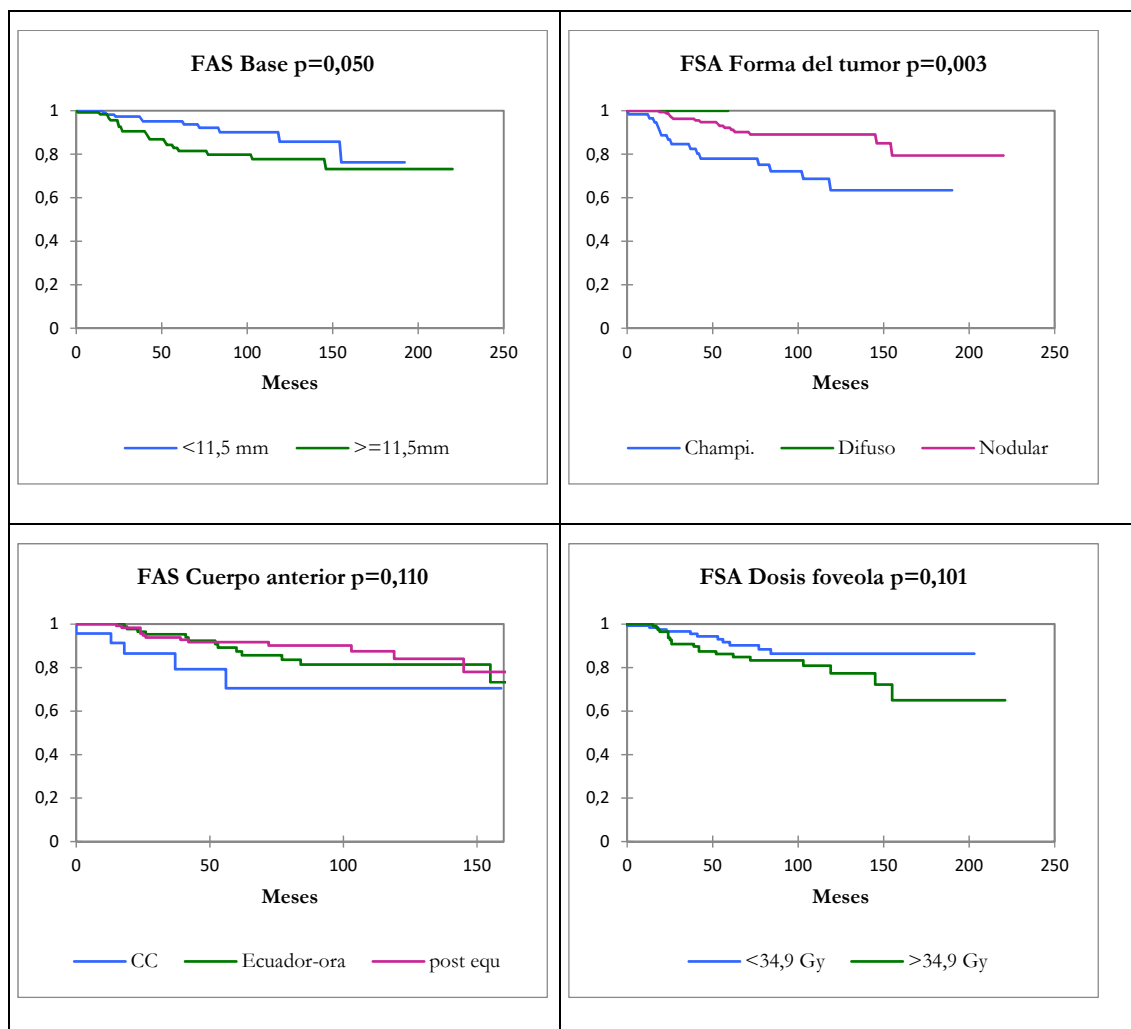 FAS Base p=0,050
1
0,8
0,6
0,4
0,2
0
0 50 100 150 200 250
Meses
<11,5 mm >=11,5mm
FSA Forma del tumor p=0,003
1
0,8
0,6
0,4
0,2
0
0 50 100 150 200 250
Meses
Champi. Difuso Nodular
FAS Cuerpo anterior p=0,110
1
0,8
0,6
0,4
0,2
0
0 50 100 150
Meses
CC Ecuador-ora post equ
FSA Dosis foveola p=0,101
1
0,8
0,6
0,4
0,2
0
0 50 100 150 200 250
Meses
<34,9 Gy >34,9 Gy